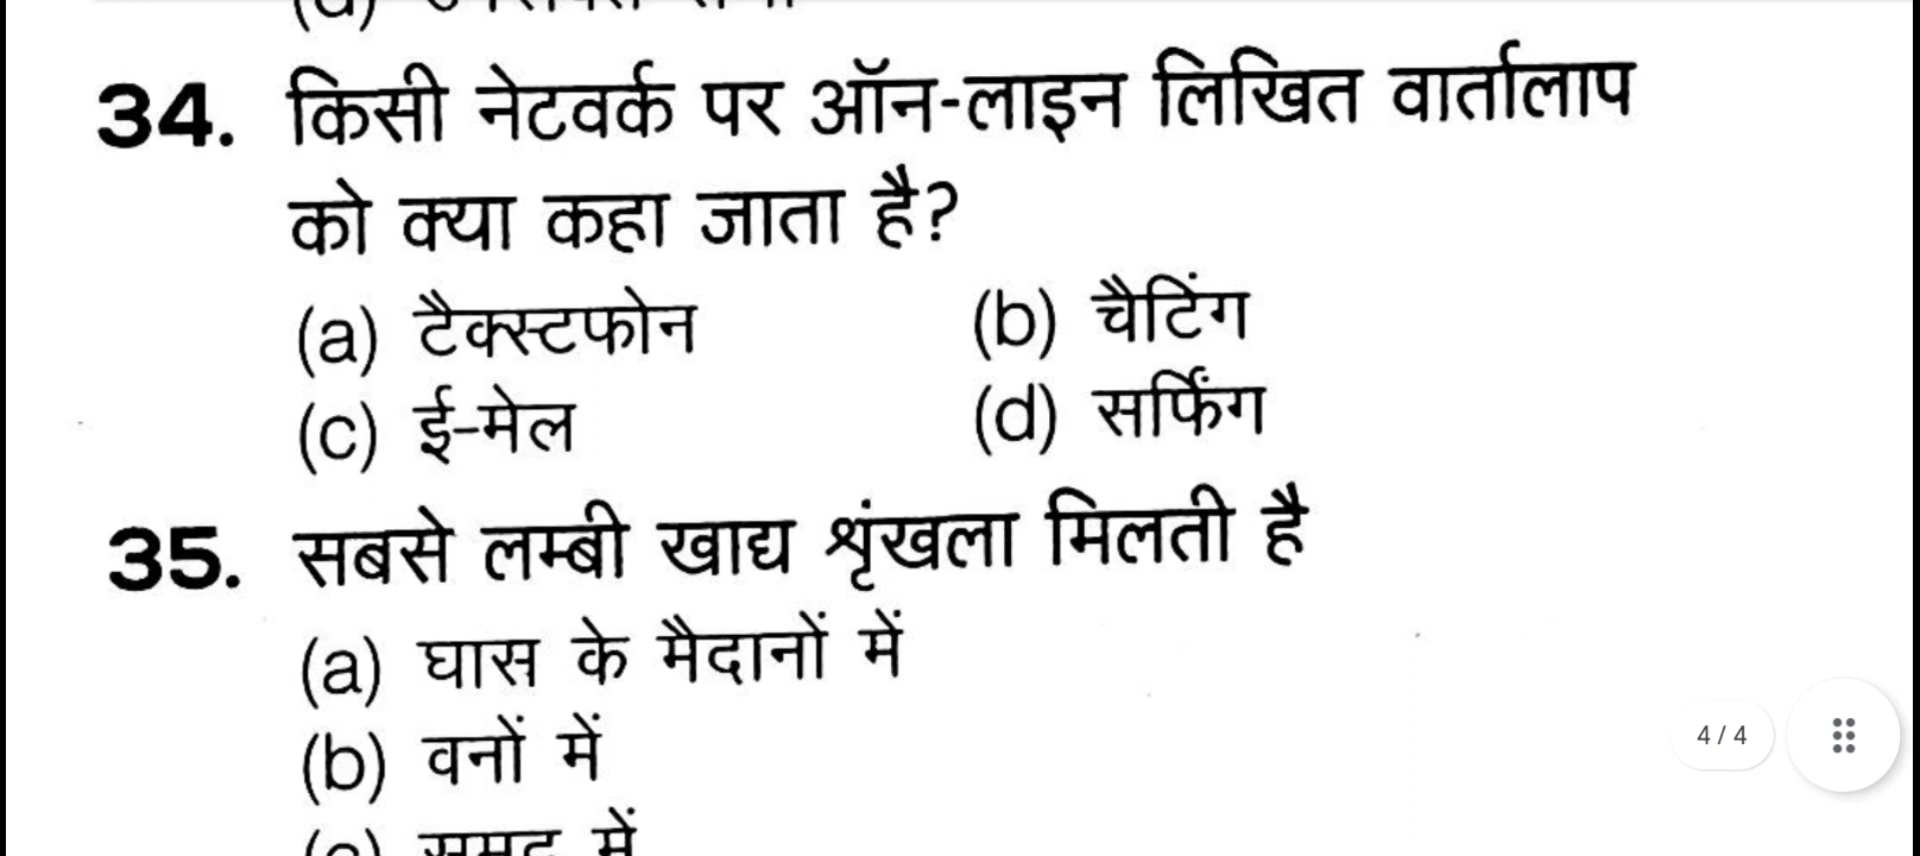 34. किसी नेटवर्क पर ऑन-लाइन लिखित वार्तालाप
को क्या कहा जाता है?
(a) टैक्स्टफोन (b) चैटिंग
(c) ई-मेल (d) सर्फिंग
35. सबसे लम्बी खाद्य शृंखला मिलती है
(a) घास के मैदानों में
(b) वनों में
4 / 4